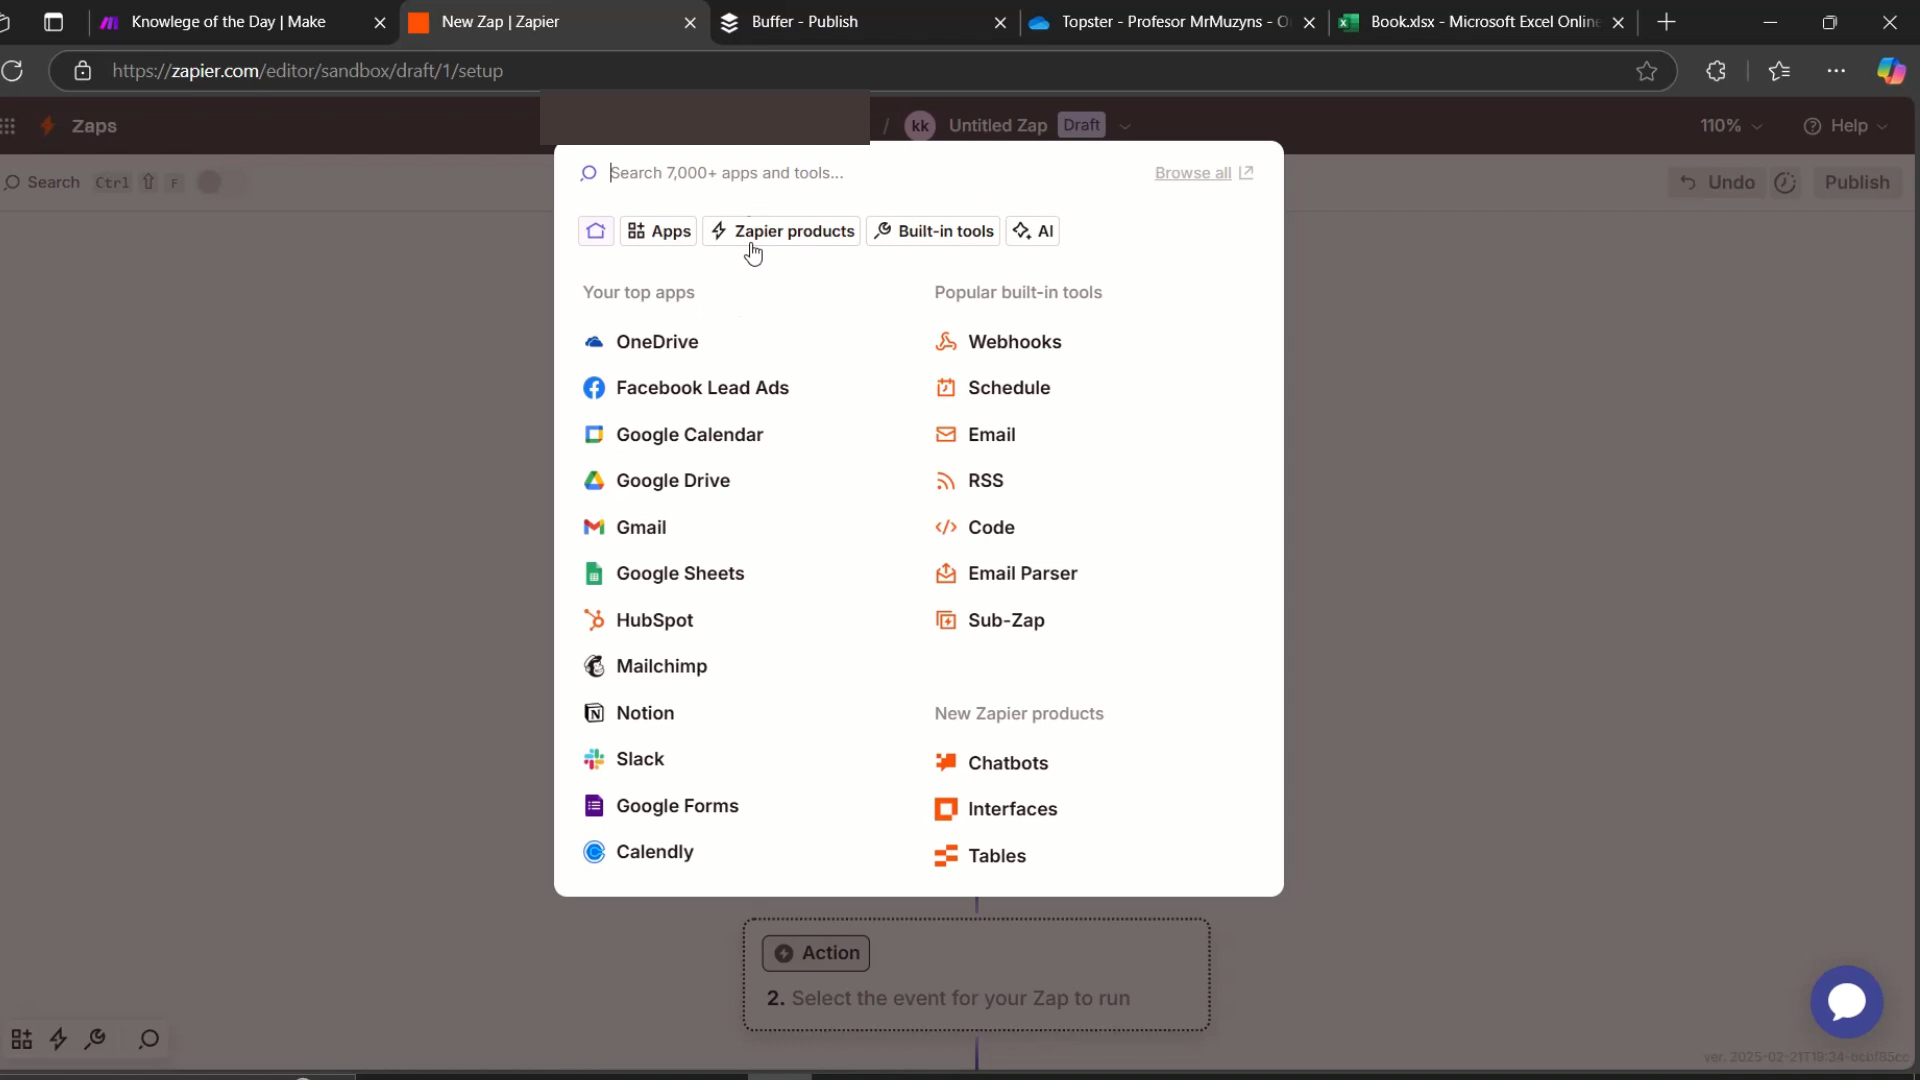 Knowlege of the Day | Make
New Zap | Zapier
Buffer - Publish
Topster - Profesor MrMuzyns - O
Book.xlsx - Microsoft Excel Online
https://zapier.com/editor/sandbox/draft/1/setup
Zaps
/ kk Untitled Zap Draft
110%
Help
Search Ctrl F
Undo
Publish
Search 7,000+ apps and tools...
Browse all
Apps
Zapier products
Built-in tools
AI
Your top apps
OneDrive
Facebook Lead Ads
Google Calendar
Google Drive
Gmail
Google Sheets
HubSpot
Mailchimp
Notion
Slack
Google Forms
Calendly
Popular built-in tools
Webhooks
Schedule
Email
RSS
Code
Email Parser
Sub-Zap
New Zapier products
Chatbots
Interfaces
Tables
Action
2. Select the event for your Zap to run